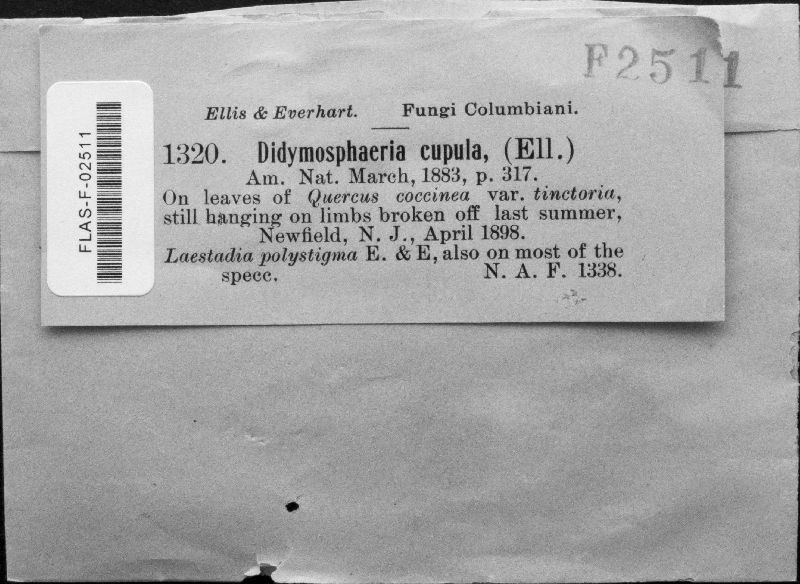 F2511
Ellis & Everhart. Fungi Columbiani.
1320. Didymosphaeria cupula, (Ell.)
Am. Nat. March, 1883, p. 317.
On leaves of Quercus coccinea var. tinctoria,
still hanging on limbs broken off last summer,
Newfield, N. J., April 1898.
Laestadia polystigma E. & E, also on most of the
specc. N. A. F. 1338.
FLAS-F-02511